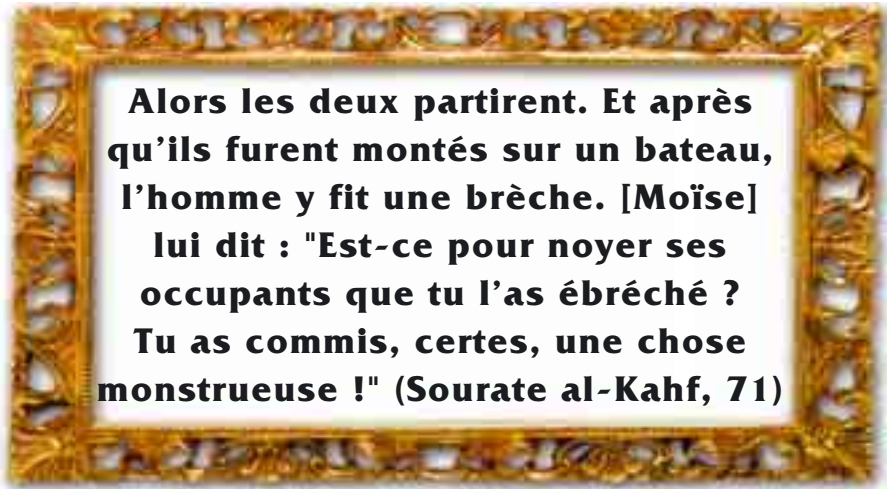 Alors les deux partirent. Et après
qu’ils furent montés sur un bateau,
l’homme y fit une brèche. [Moïse]
lui dit : "Est-ce pour noyer ses
occupants que tu l’as ébréché ?
Tu as commis, certes, une chose
monstrueuse !" (Sourate al-Kahf, 71)